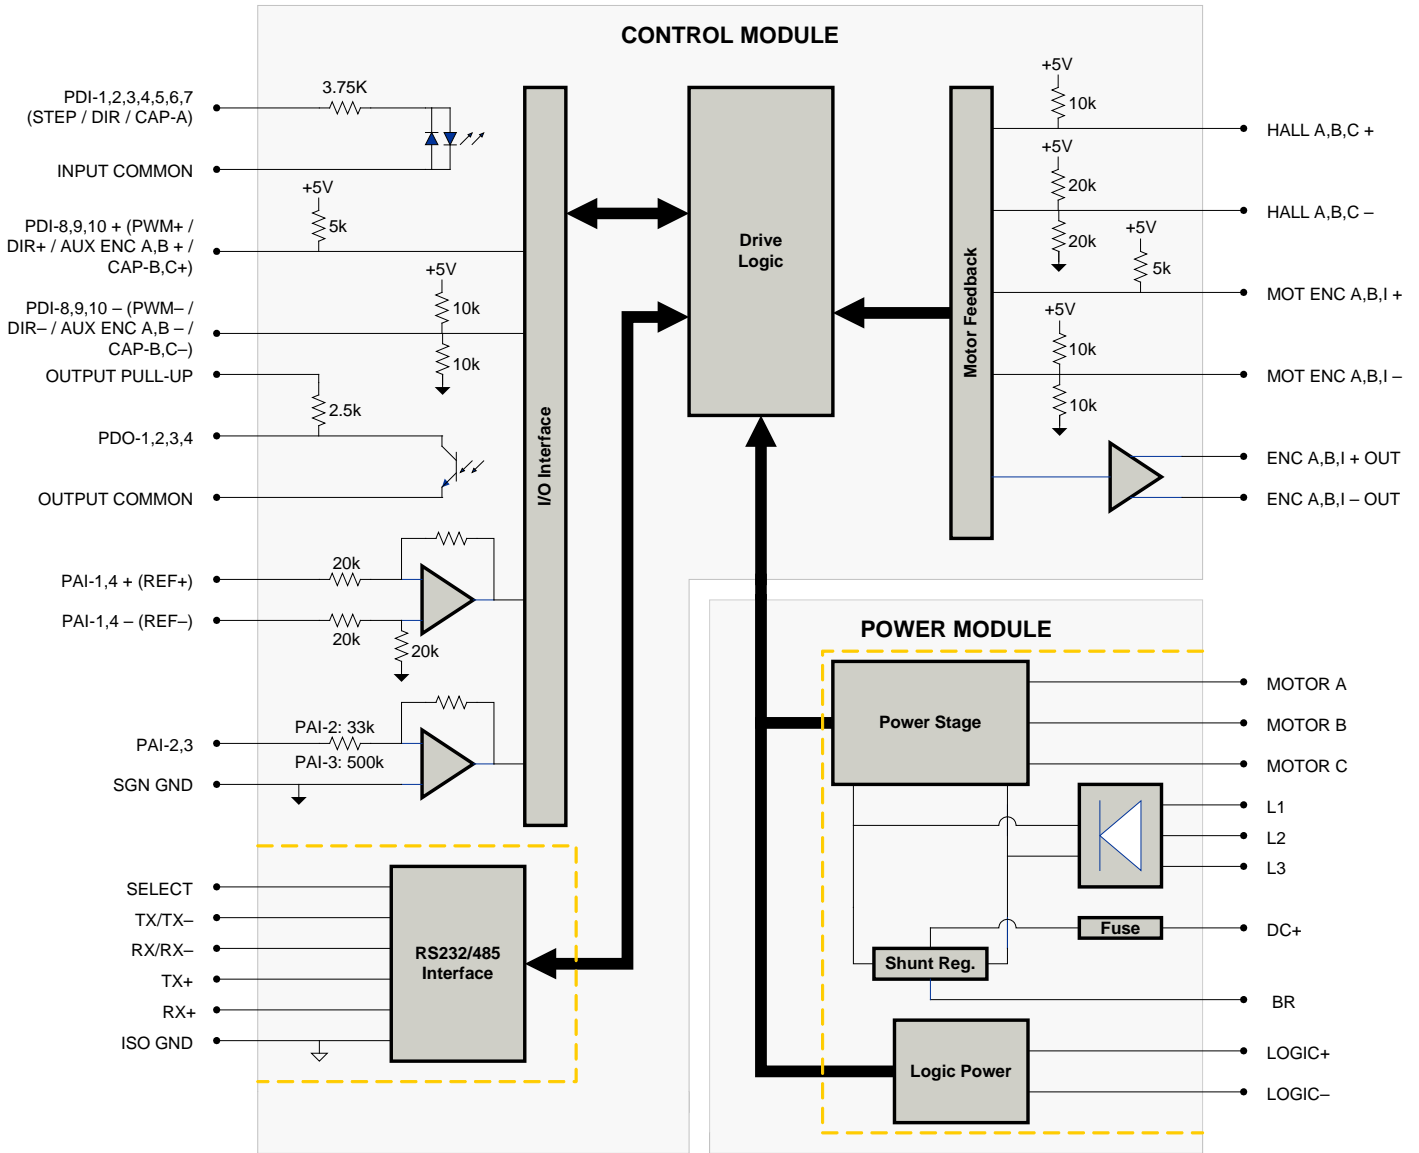 CONTROL MODULE
PDI-1,2,3,4,5,6,7
(STEP / DIR / CAP-A)
3.75K
INPUT COMMON
+5V
5k
PDI-8,9,10 + (PWM+ /
DIR+ / AUX ENC A,B + /
CAP-B,C+)
+5V
10k
10k
PDI-8,9,10 – (PWM– /
DIR– / AUX ENC A,B – /
CAP-B,C–)
OUTPUT PULL-UP
2.5k
PDO-1,2,3,4
OUTPUT COMMON
PAI-1,4 + (REF+)
20k
PAI-1,4 – (REF–)
20k
20k
PAI-2,3
PAI-2: 33k
PAI-3: 500k
SGN GND
I/O Interface
Drive
Logic
Motor Feedback
+5V
10k
HALL A,B,C +
+5V
20k
HALL A,B,C –
20k
+5V
5k
MOT ENC A,B,I +
+5V
10k
MOT ENC A,B,I –
10k
ENC A,B,I + OUT
ENC A,B,I – OUT
SELECT
TX/TX–
RX/RX–
TX+
RX+
ISO GND
RS232/485
Interface
POWER MODULE
Power Stage
MOTOR A
MOTOR B
MOTOR C
L1
L2
L3
Fuse
DC+
Shunt Reg.
BR
Logic Power
LOGIC+
LOGIC–